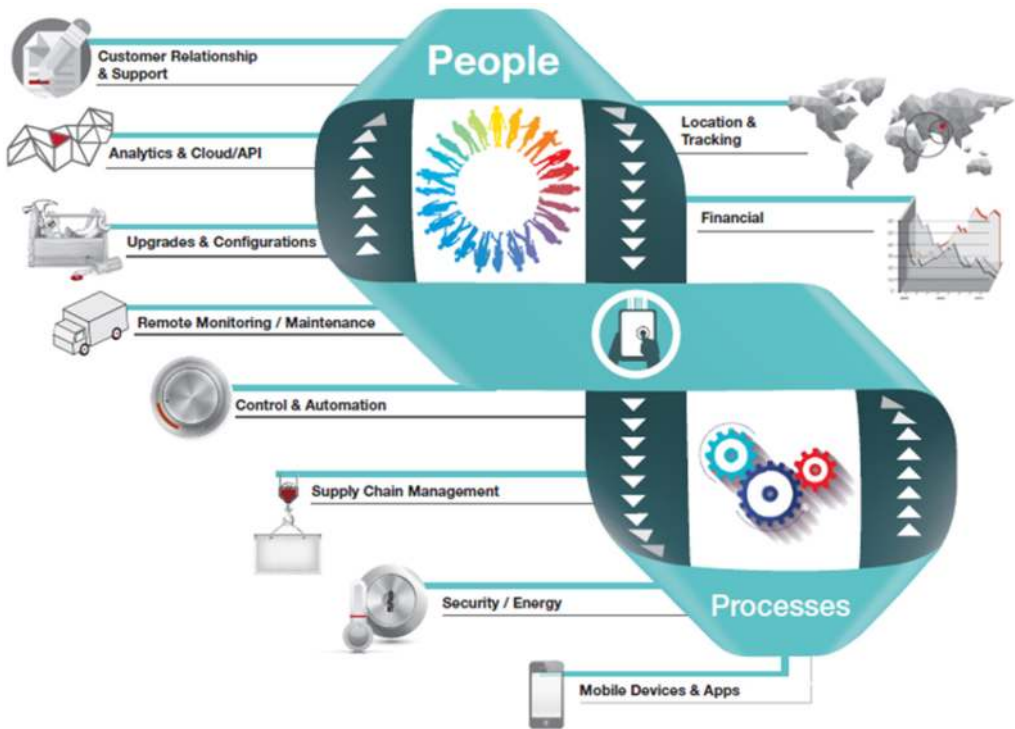 People
Customer Relationship
& Support
Location &
Tracking
Analytics & Cloud/API
Financial
Upgrades & Configurations
Remote Monitoring / Maintenance
Control & Automation
Supply Chain Management
Security / Energy
Processes
Mobile Devices & Apps